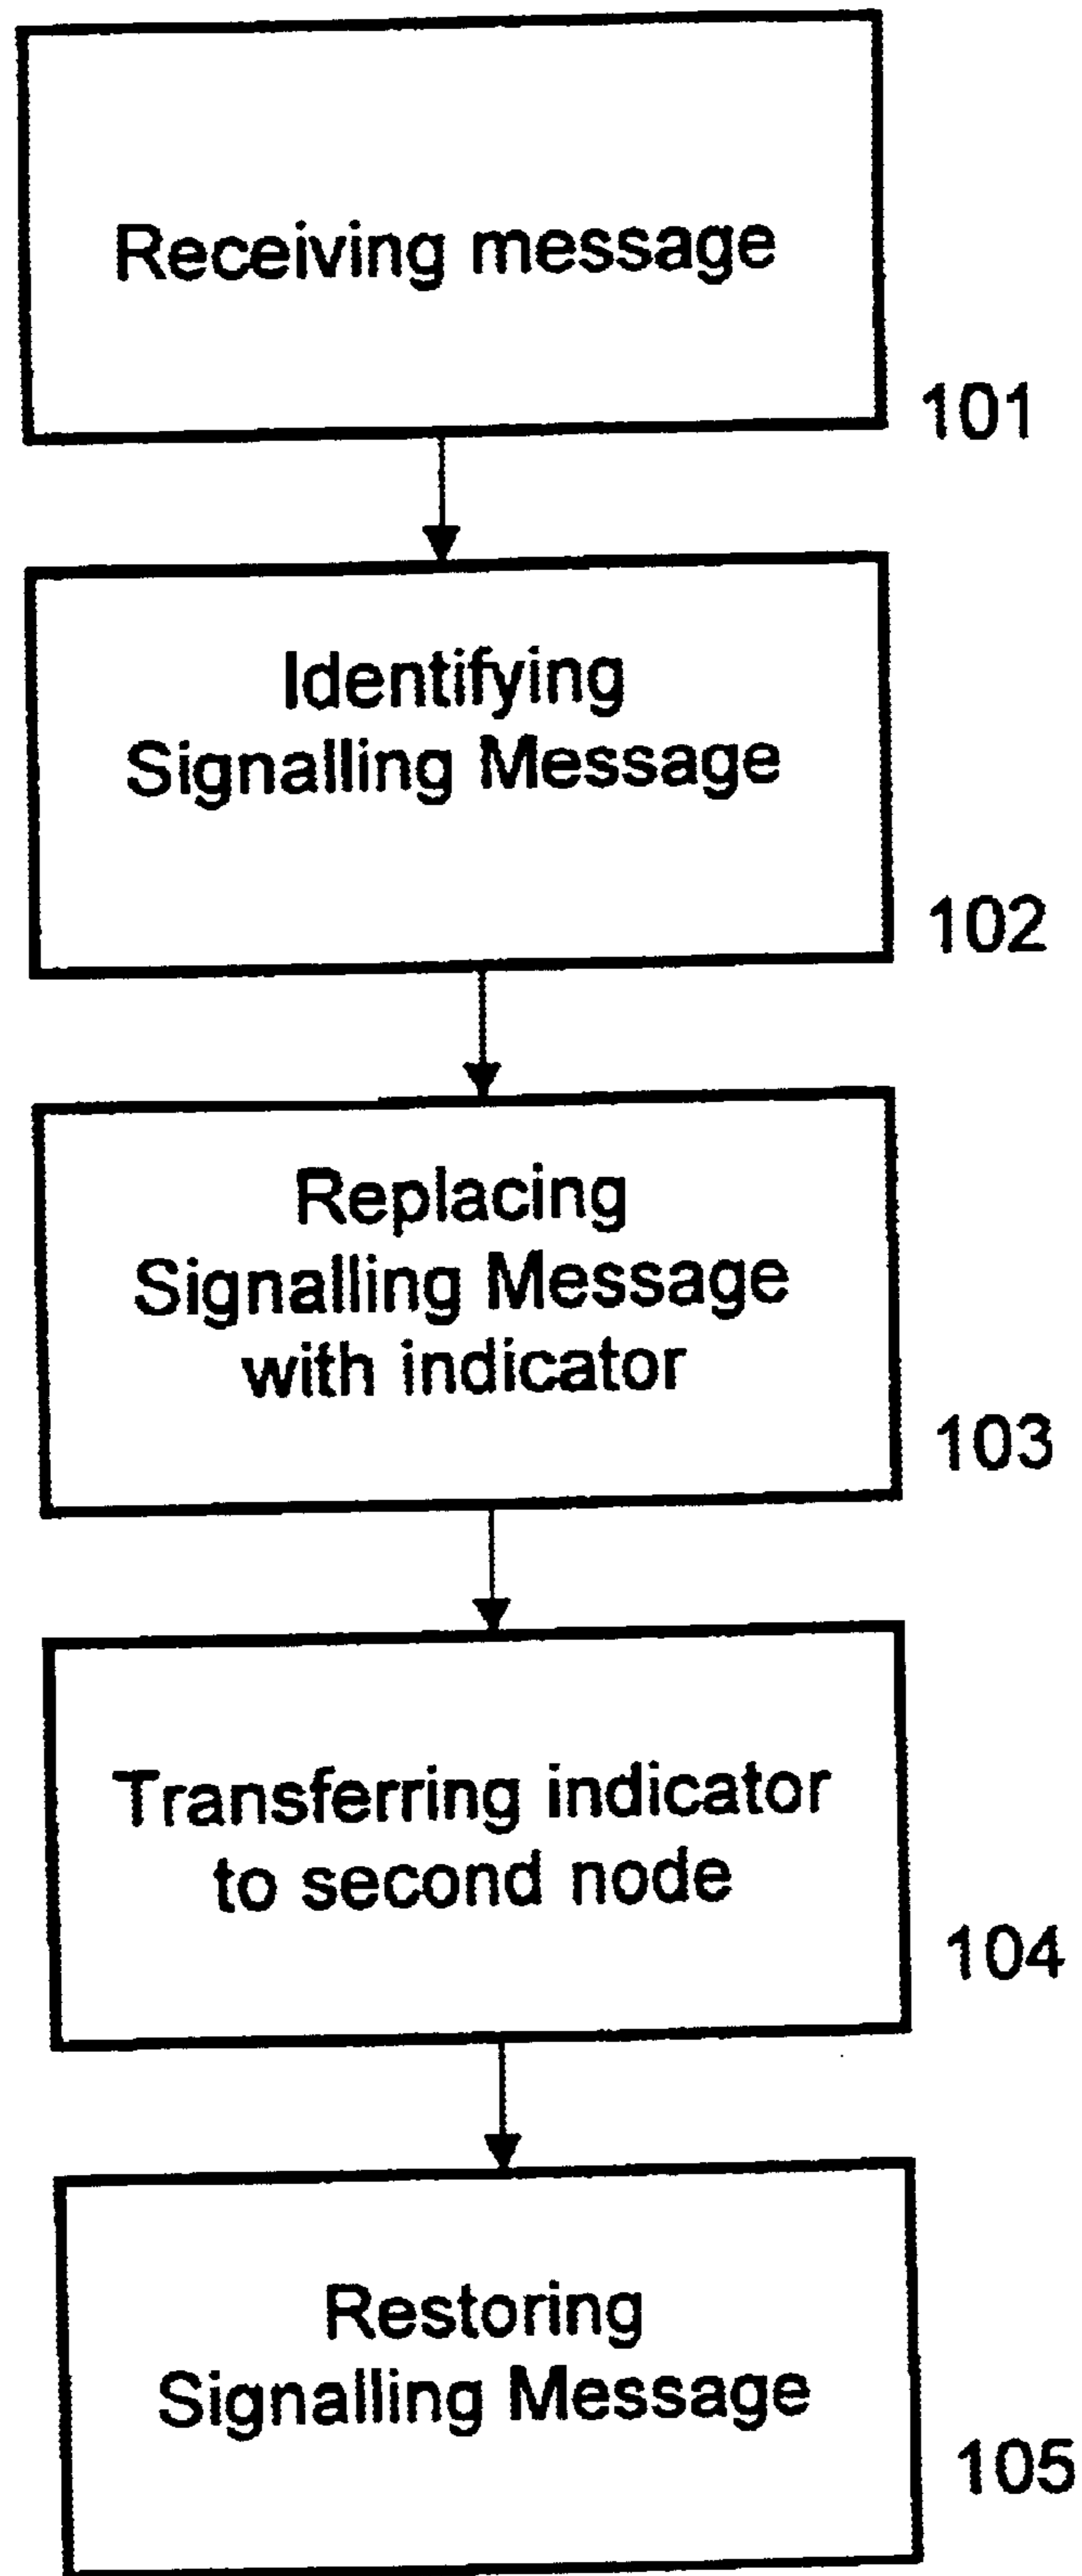 Receiving message
101
Identifying
Signalling Message
102
Replacing
Signalling Message
with indicator
103
Transferring indicator
to second node
104
Restoring
Signalling Message
105